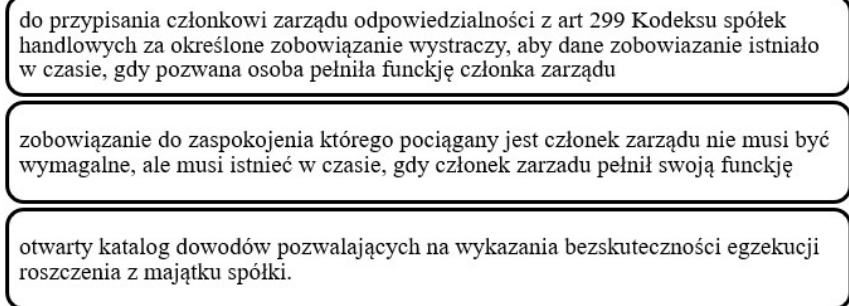 do przypisania członkowi zarządu odpowiedzialności z art 299 Kodeksu spółek
handlowych za określone zobowiązanie wystraczy, aby dane zobowiazanie istniało
w czasie, gdy pozwana osoba pełniła funckję członka zarządu
zobowiązanie do zaspokojenia którego pociągany jest członek zarządu nie musi być
wymagalne, ale musi istnieć w czasie, gdy członek zarzadu pełnił swoją funckję
otwarty katalog dowodów pozwalających na wykazania bezskuteczności egzekucji
roszczenia z majątku spółki.